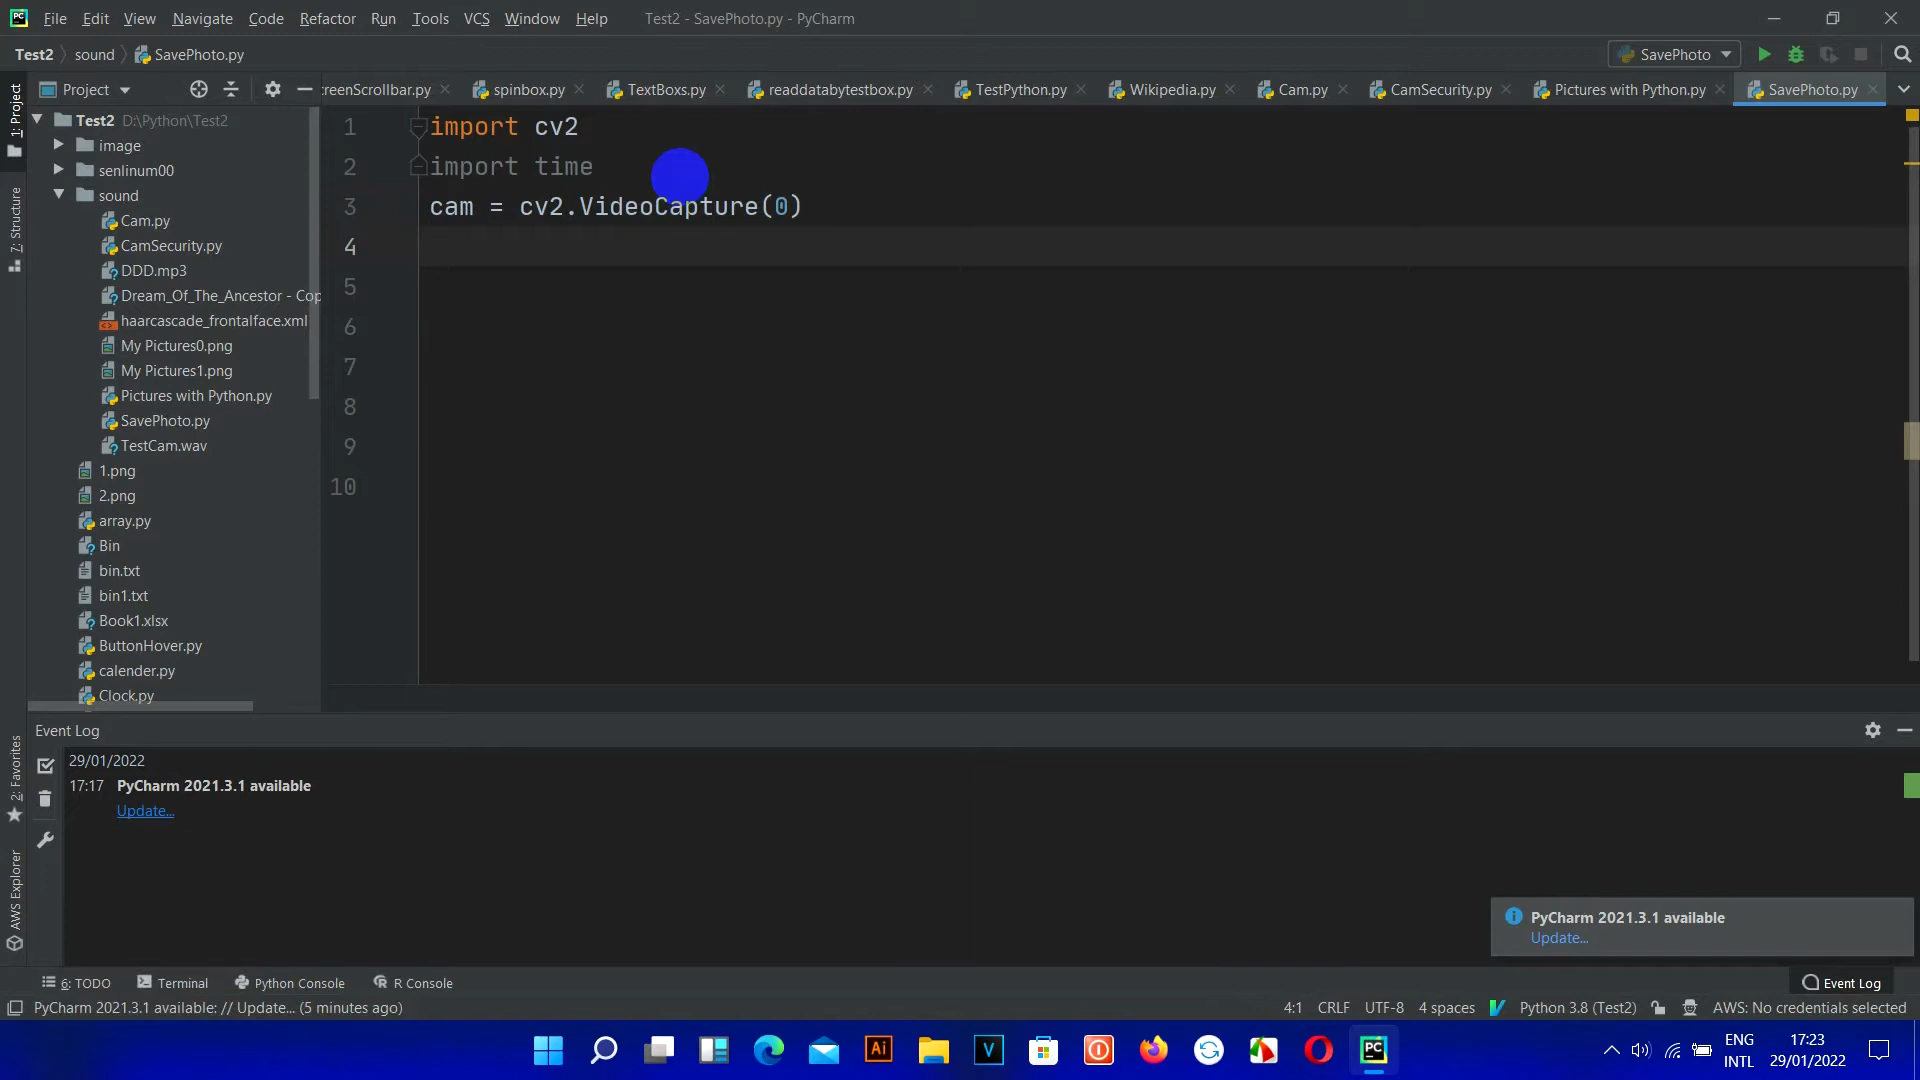 PC File Edit View Navigate Code Refactor Run Tools VCS Window Help Test2 - SavePhoto.py - PyCharm
Test2 sound SavePhoto.py SavePhoto
Project creenScrollbar.py spinbox.py TextBoxs.py readdatabytestbox.py TestPython.py Wikipedia.py Cam.py CamSecurity.py Pictures with Python.py SavePhoto.py
1: Project
7: Structure
2: Favorites
AWS Explorer
Test2 D:\Python\Test2
image
senlinum00
sound
Cam.py
CamSecurity.py
DDD.mp3
Dream_Of_The_Ancestor - Cop
haarcascade_frontalface.xml
My Pictures0.png
My Pictures1.png
Pictures with Python.py
SavePhoto.py
TestCam.wav
1.png
2.png
array.py
Bin
bin.txt
bin1.txt
Book1.xlsx
ButtonHover.py
calender.py
Clock.py
1 import cv2
2 import time
3 cam = cv2.VideoCapture(0)
4
5
6
7
8
9
10
Event Log
29/01/2022
17:17 PyCharm 2021.3.1 available
Update...
PyCharm 2021.3.1 available
Update...
6: TODO Terminal Python Console R Console Event Log
PyCharm 2021.3.1 available: // Update... (5 minutes ago) 4:1 CRLF UTF-8 4 spaces Python 3.8 (Test2) AWS: No credentials selected
Ai V PC
ENG 17:23
INTL 29/01/2022